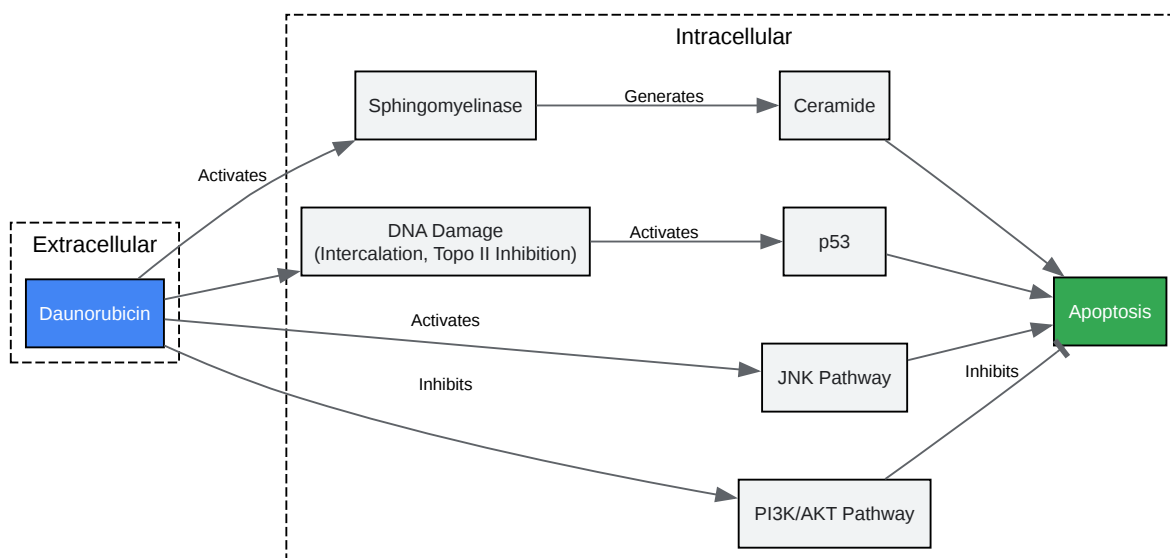 Intracellular
Sphingomyelinase
Generates
Ceramide
Activates
Extracellular
Daunorubicin
DNA Damage
(Intercalation, Topo II Inhibition)
Activates
p53
Apoptosis
Activates
JNK Pathway
Inhibits
Inhibits
PI3K/AKT Pathway